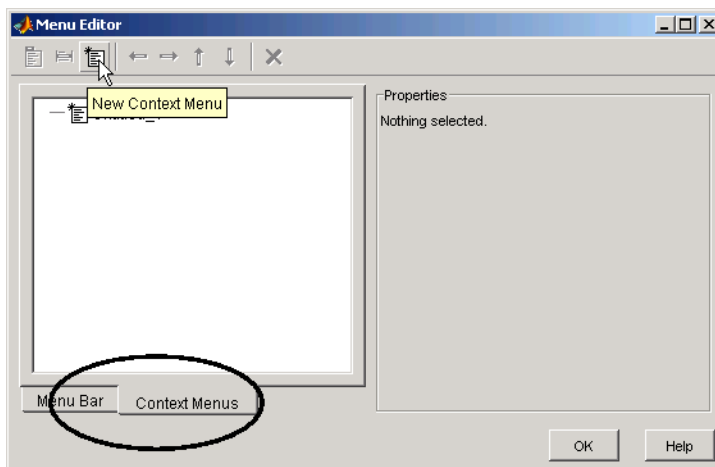 Menu Editor
New Context Menu
Properties
Nothing selected.
Menu Bar
Context Menus
OK
Help